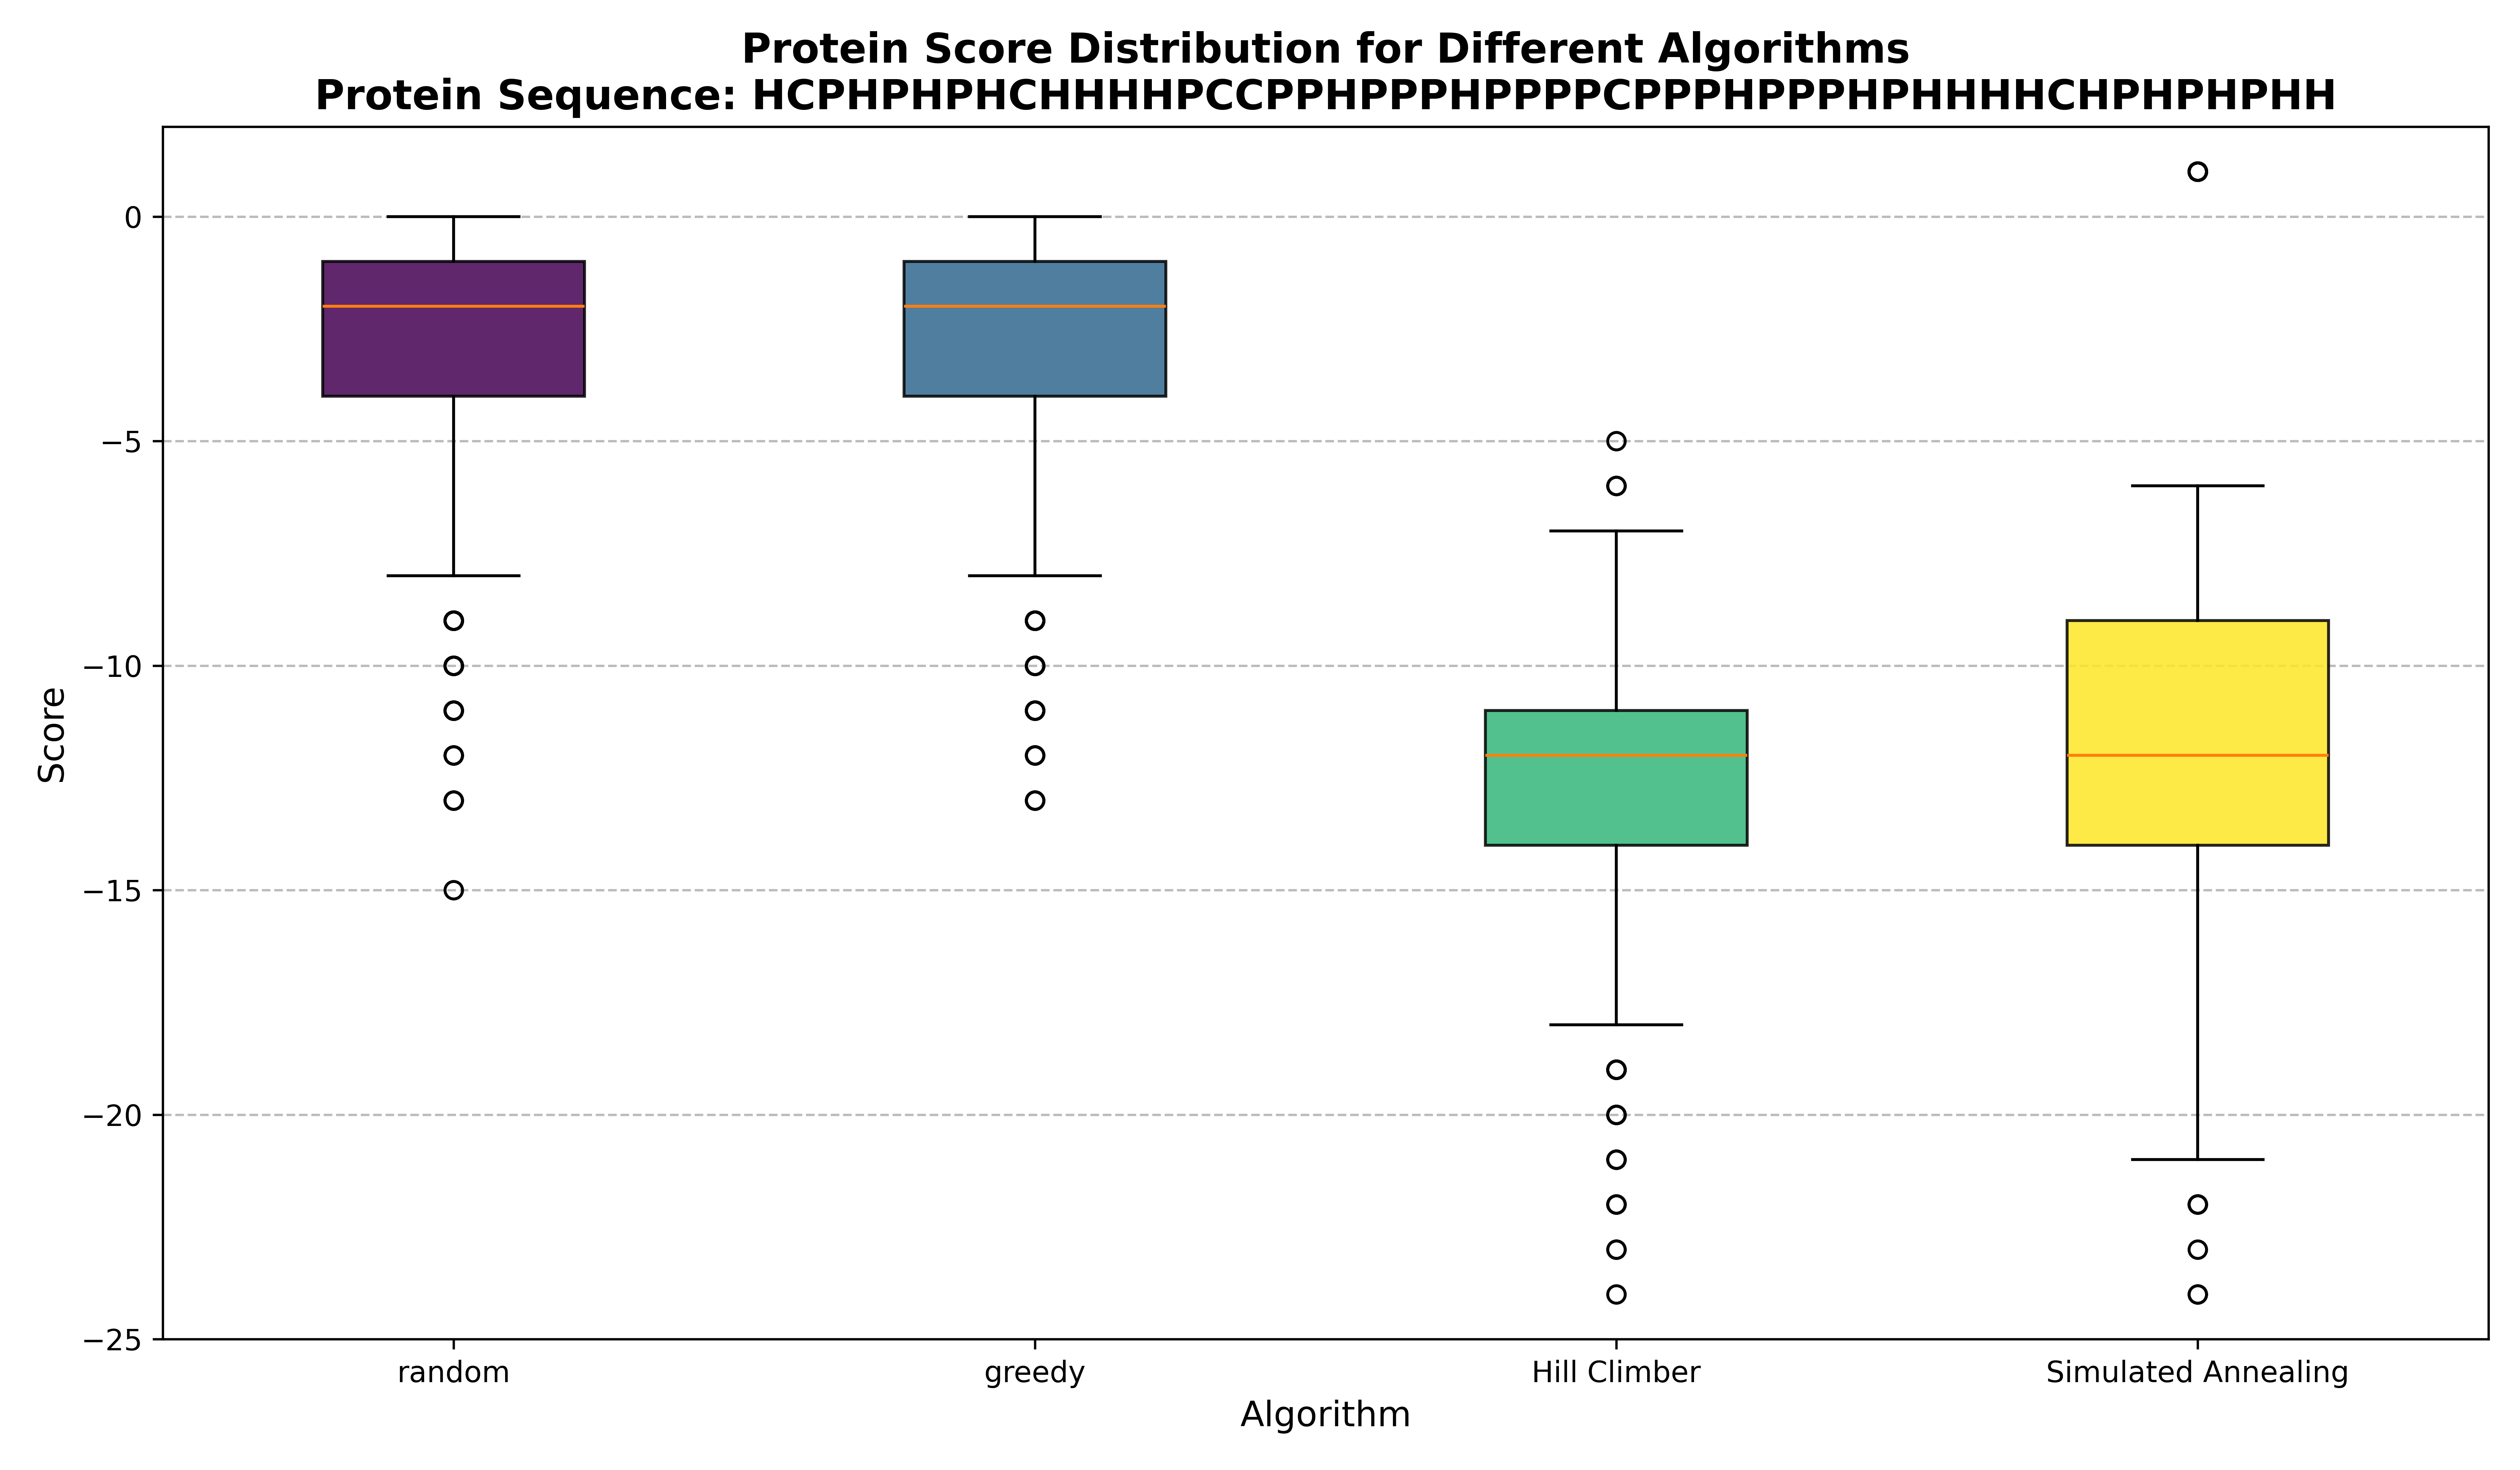 Protein Score Distribution for Different Algorithms
Protein Sequence: HCPHPHPHCHHHHHPCCPPHPPPHPPPPCPPPHPPPHPHHHHCHPHPHPHH
0
−5
−10
−15
−20
−25
Score
random
greedy
Hill Climber
Simulated Annealing
Algorithm